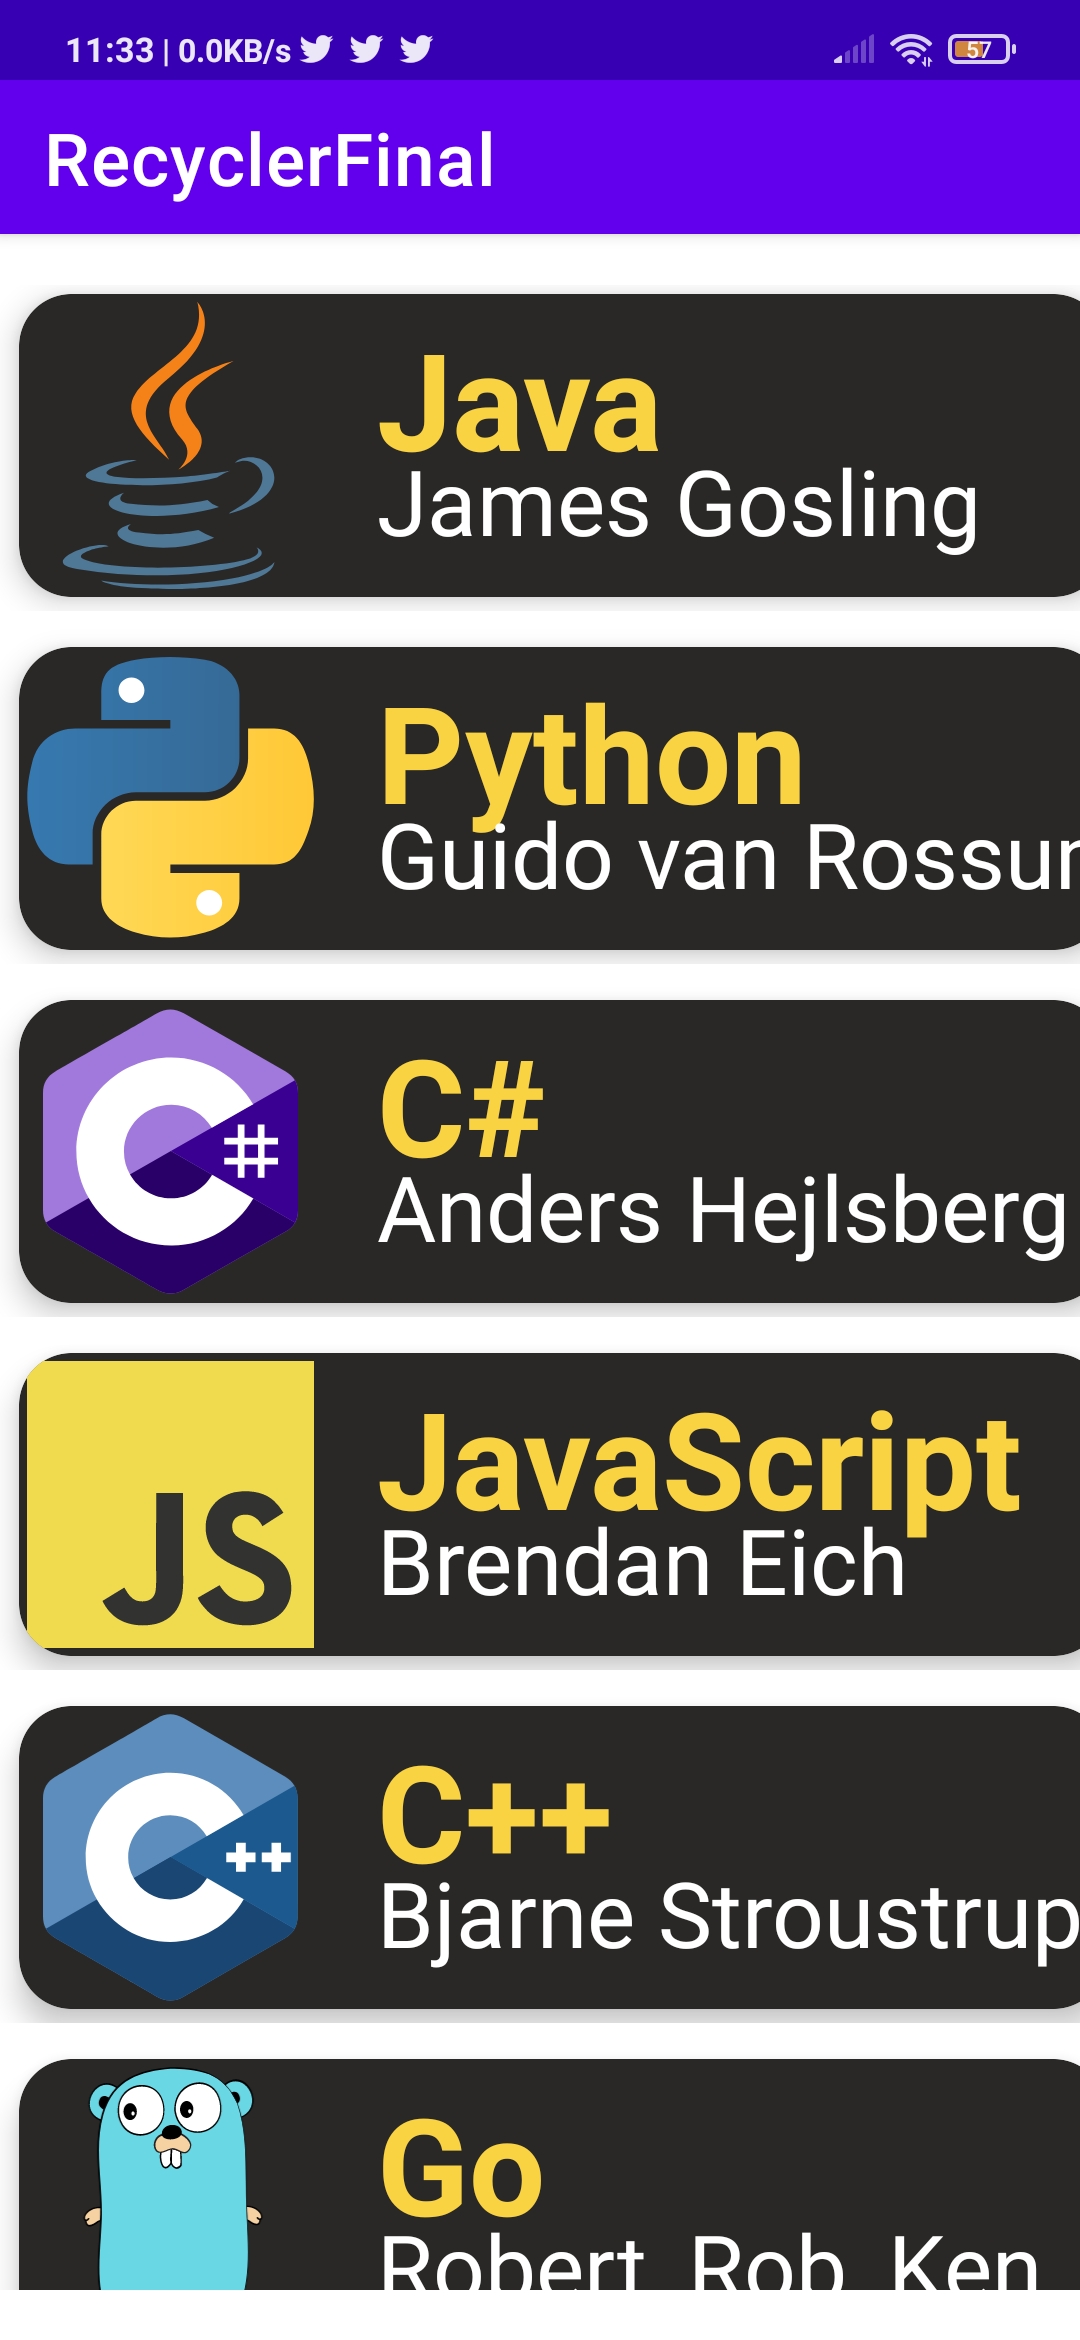 11:33 | 0.0KB/s
57
RecyclerFinal
Java
James Gosling
Python
Guido van Rossum
C#
#
Anders Hejlsberg
JS
JavaScript
Brendan Eich
C++
++
Bjarne Stroustrup
Go
Robert Rob Ken